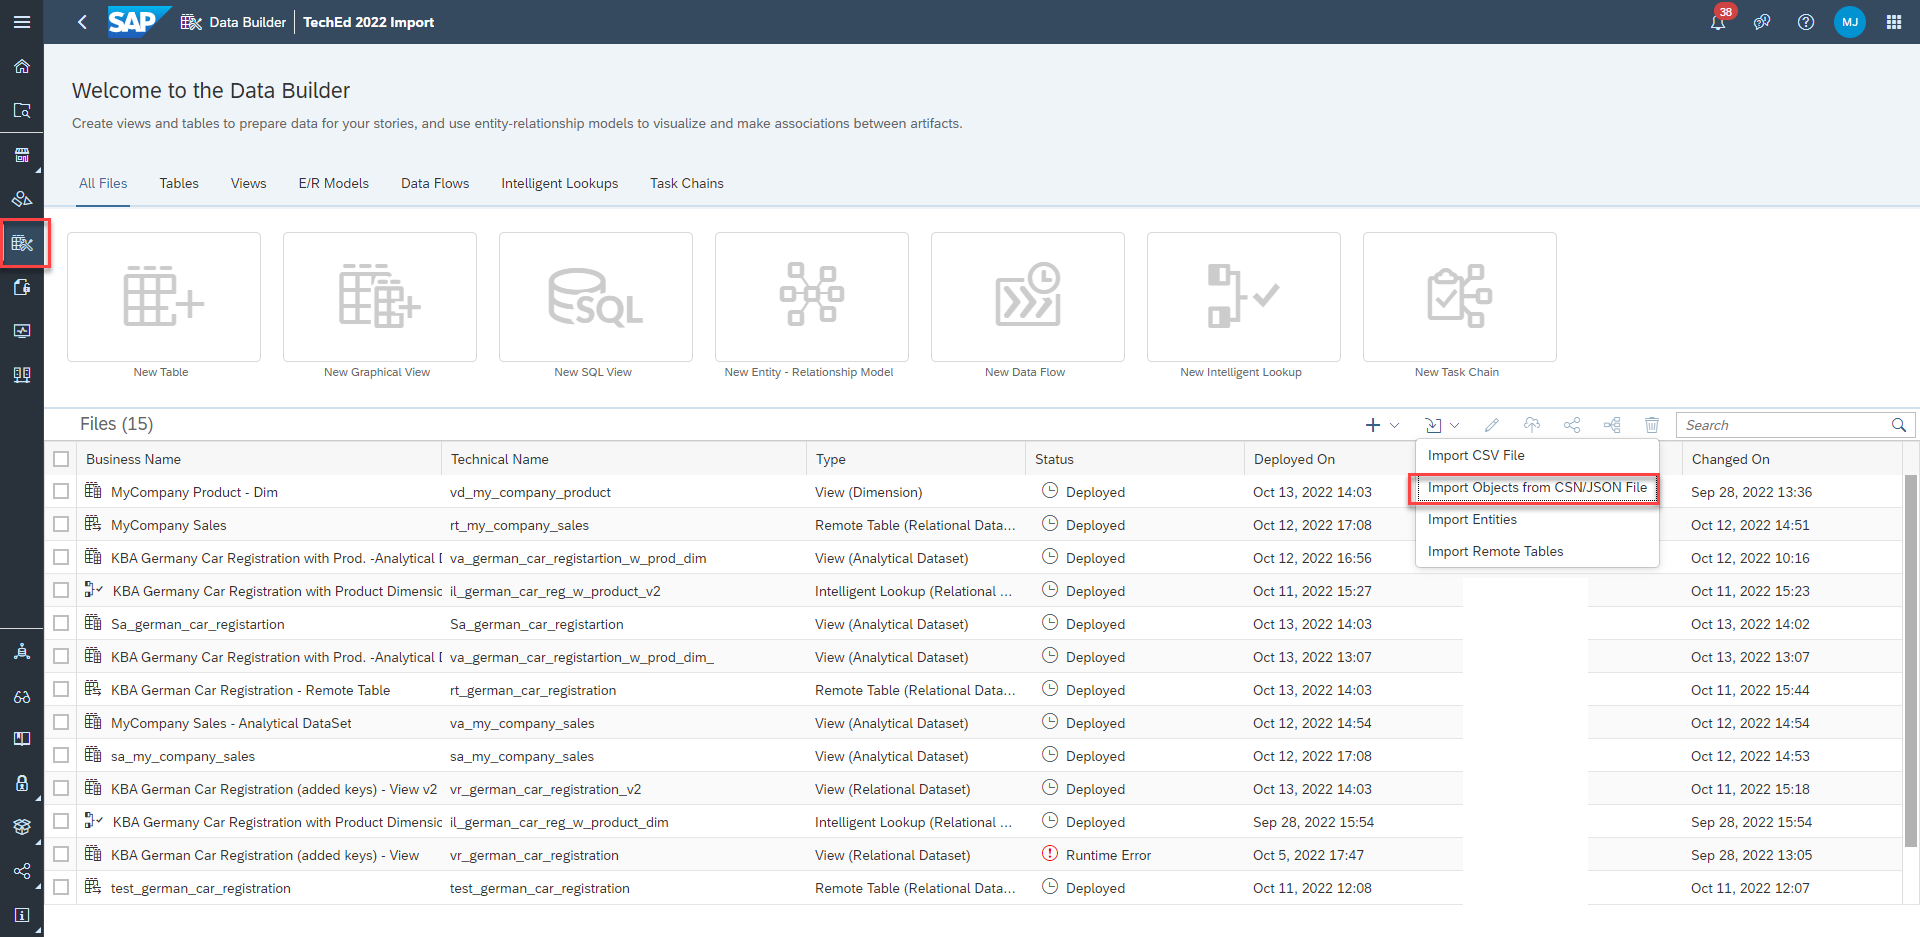 SAP Data Builder TechEd 2022 Import 38 MJ
Welcome to the Data Builder
Create views and tables to prepare data for your stories, and use entity-relationship models to visualize and make associations between artifacts.
All Files Tables Views E/R Models Data Flows Intelligent Lookups Task Chains
SQL
New Table New Graphical View New SQL View New Entity - Relationship Model New Data Flow New Intelligent Lookup New Task Chain
Files (15) Search
Business Name Technical Name Type Status Deployed On Changed On
Import CSV File
Import Objects from CSN/JSON File
Import Entities
Import Remote Tables
MyCompany Product - Dim vd_my_company_product View (Dimension) Deployed Oct 13, 2022 14:03 Sep 28, 2022 13:36
MyCompany Sales rt_my_company_sales Remote Table (Relational Data... Deployed Oct 12, 2022 17:08 Oct 12, 2022 14:51
KBA Germany Car Registration with Prod. -Analytical D va_german_car_registartion_w_prod_dim View (Analytical Dataset) Deployed Oct 12, 2022 16:56 Oct 12, 2022 10:16
KBA Germany Car Registration with Product Dimensic il_german_car_reg_w_product_v2 Intelligent Lookup (Relational ... Deployed Oct 11, 2022 15:27 Oct 11, 2022 15:23
Sa_german_car_registartion Sa_german_car_registartion View (Analytical Dataset) Deployed Oct 13, 2022 14:03 Oct 13, 2022 14:02
KBA Germany Car Registration with Prod. -Analytical D va_german_car_registartion_w_prod_dim_ View (Analytical Dataset) Deployed Oct 13, 2022 13:07 Oct 13, 2022 13:07
KBA German Car Registration - Remote Table rt_german_car_registration Remote Table (Relational Data... Deployed Oct 13, 2022 14:03 Oct 11, 2022 15:44
MyCompany Sales - Analytical DataSet va_my_company_sales View (Analytical Dataset) Deployed Oct 12, 2022 14:54 Oct 12, 2022 14:54
sa_my_company_sales sa_my_company_sales View (Analytical Dataset) Deployed Oct 12, 2022 17:08 Oct 12, 2022 14:53
KBA German Car Registration (added keys) - View v2 vr_german_car_registration_v2 View (Relational Dataset) Deployed Oct 13, 2022 14:03 Oct 11, 2022 15:18
KBA Germany Car Registration with Product Dimensic il_german_car_reg_w_product_dim Intelligent Lookup (Relational ... Deployed Sep 28, 2022 15:54 Sep 28, 2022 15:54
KBA German Car Registration (added keys) - View vr_german_car_registration View (Relational Dataset) Runtime Error Oct 5, 2022 17:47 Sep 28, 2022 13:05
test_german_car_registration test_german_car_registration Remote Table (Relational Data... Deployed Oct 11, 2022 12:08 Oct 11, 2022 12:07